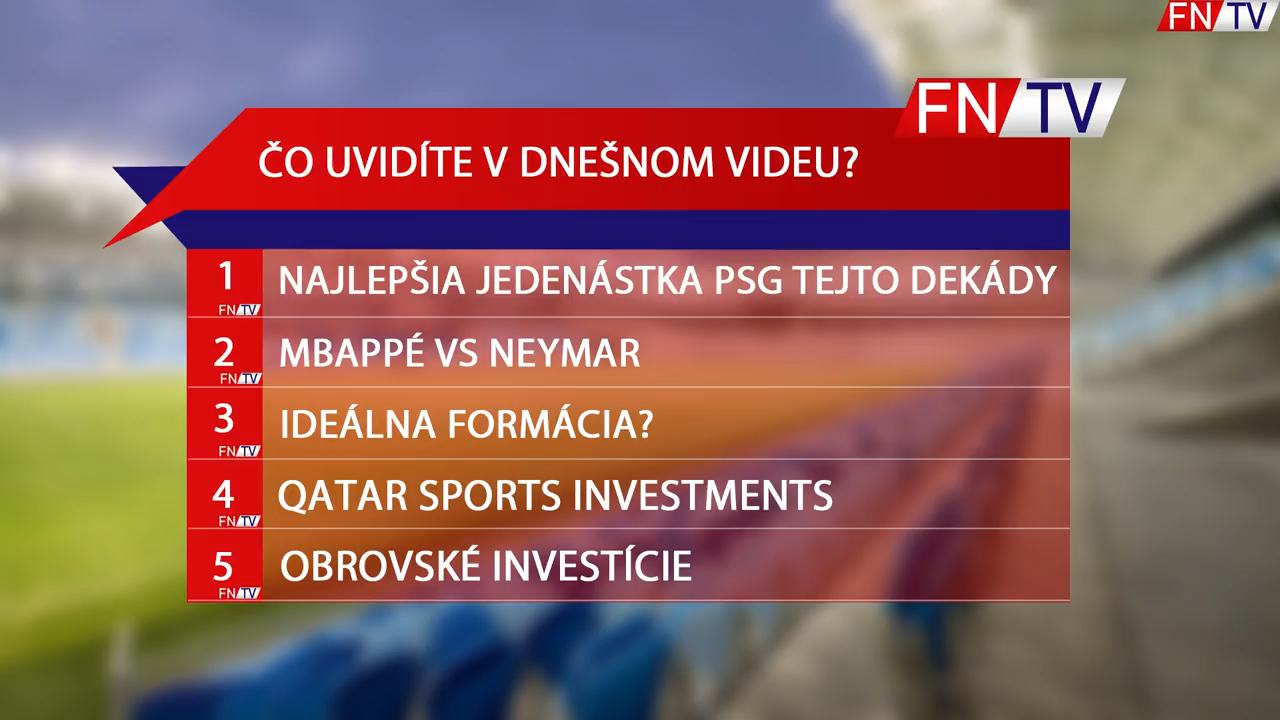 FN/TV
FN/TV
ČO UVIDÍTE V DNEŠNOM VIDEU?
1 NAJLEPŠIA JEDENÁSTKA PSG TEJTO DEKÁDY
FN/TV
2 MBAPPÉ VS NEYMAR
FN/TV
3 IDEÁLNA FORMÁCIA?
FN/TV
4 QATAR SPORTS INVESTMENTS
FN/TV
5 OBROVSKÉ INVESTÍCIE
FN/TV